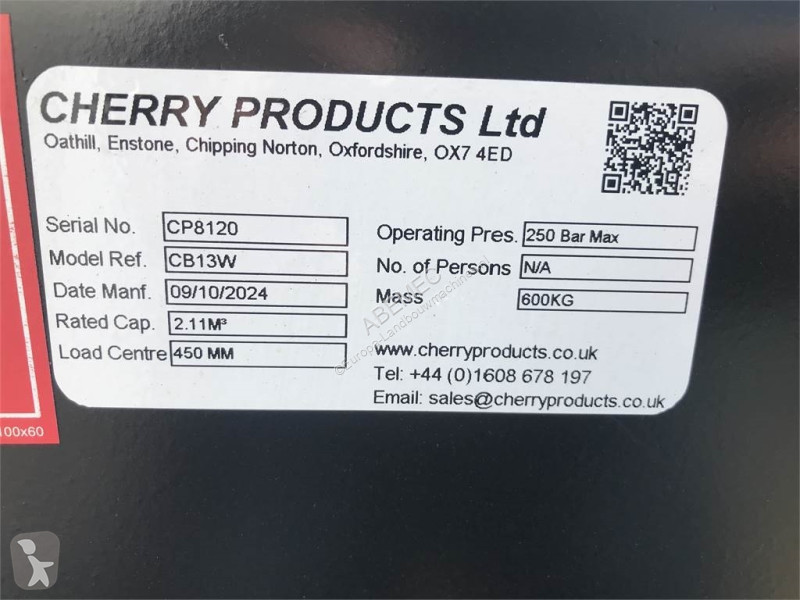 CHERRY PRODUCTS Ltd
Oathill, Enstone, Chipping Norton, Oxfordshire, OX7 4ED
Serial No. CP8120
Model Ref. CB13W
Date Manf. 09/10/2024
Rated Cap. 2.11M³
Load Centre 450 MM
Operating Pres. 250 Bar Max
No. of Persons N/A
Mass 600KG
www.cherryproducts.co.uk
Tel: +44 (0)1608 678 197
Email: sales@cherryproducts.co.uk
100x60
ABEMEC